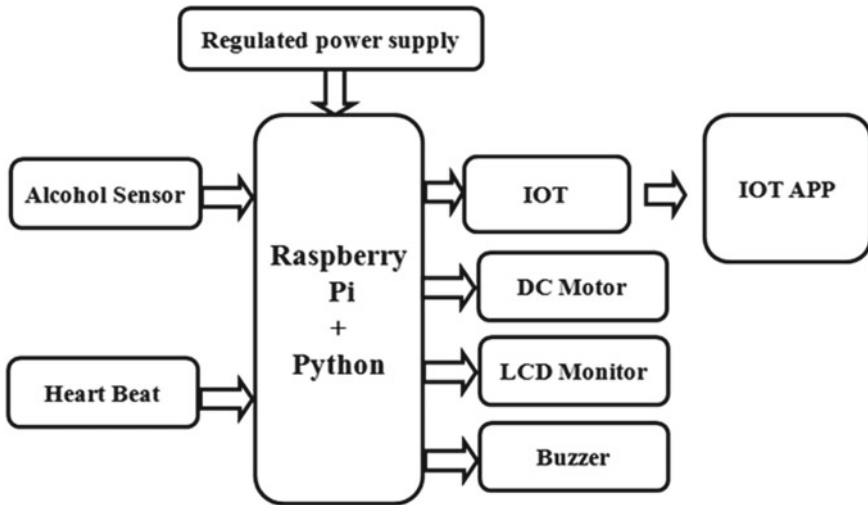 Regulated power supply
Alcohol Sensor
Heart Beat
Raspberry
Pi
+
Python
IOT
IOT APP
DC Motor
LCD Monitor
Buzzer